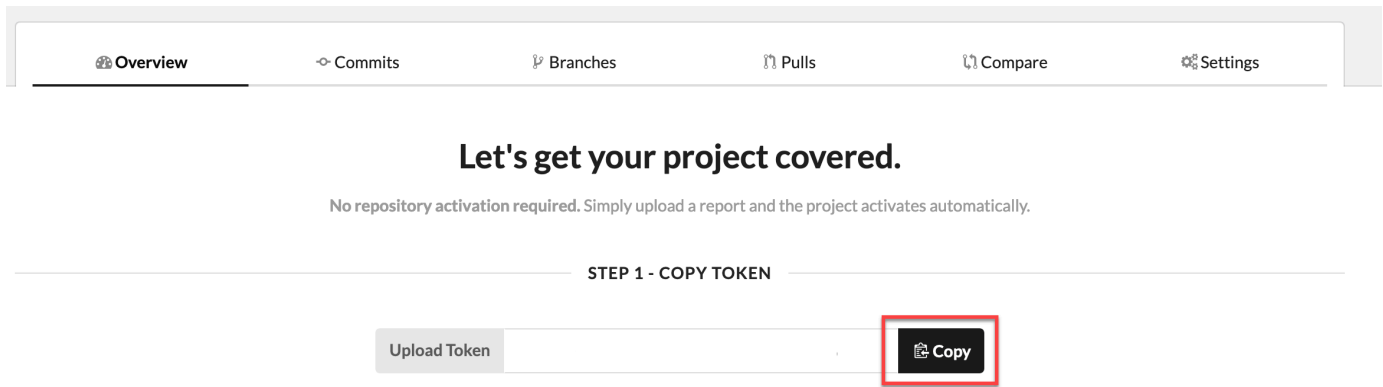 Overview Commits Branches Pulls Compare Settings
Let's get your project covered.
No repository activation required. Simply upload a report and the project activates automatically.
STEP 1 - COPY TOKEN
Upload Token Copy